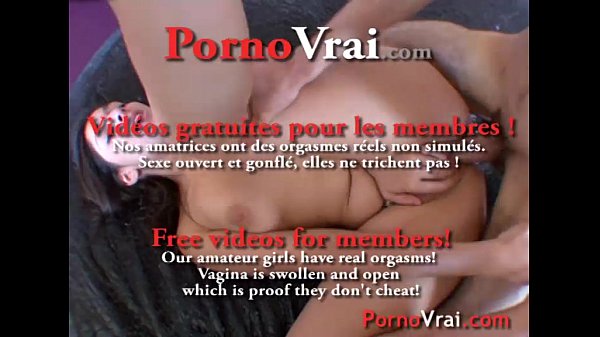 PornoVrai.com
Vidéos gratuites pour les membres !
Nos amatrices ont des orgasmes réels non simulés.
Sexe ouvert et gonflé, elles ne trichent pas !
Free videos for members!
Our amateur girls have real orgasms!
Vagina is swollen and open
which is proof they don't cheat!
PornoVrai.com